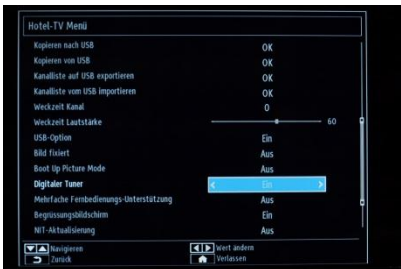 Hotel-TV Menü
Kopieren nach USB OK
Kopieren von USB OK
Kanalliste auf USB exportieren OK
Kanalliste vom USB importieren OK
Weckzeit Kanal 0
Weckzeit Lautstärke 60
USB-Option Ein
Bild fixiert Aus
Boot Up Picture Mode Aus
Digitaler Tuner Ein
Mehrfache Fernbedienungs-Unterstützung Aus
Begrüssungsbildschirm Ein
NIT-Aktualisierung Aus
Navigieren Wert ändern
Zurück Verlassen